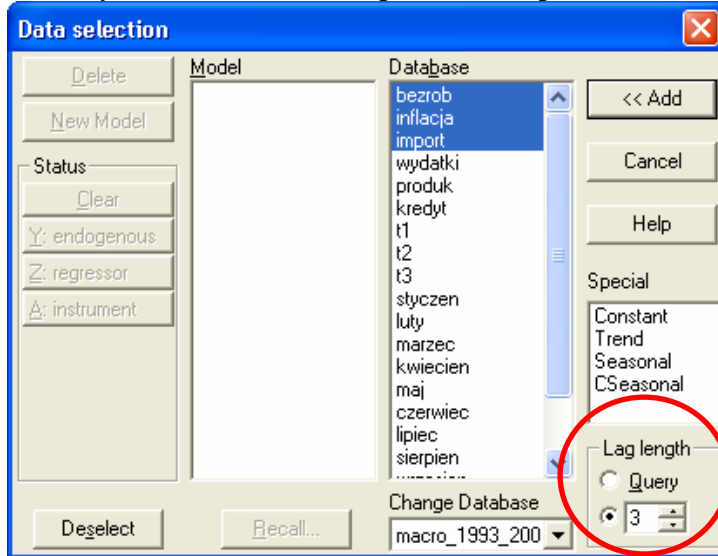 Data selection
Delete
New Model
Status
Clear
Y: endogenous
Z: regressor
A: instrument
Deselect
Model
Recall...
Database
bezrob
inflacja
import
wydatki
produk
kredyt
t1
t2
t3
styczen
luty
marzec
kwiecien
maj
czerwiec
lipiec
sierpien
Change Database
macro_1993_200
<< Add
Cancel
Help
Special
Constant
Trend
Seasonal
CSeasonal
Lag length
Query
3